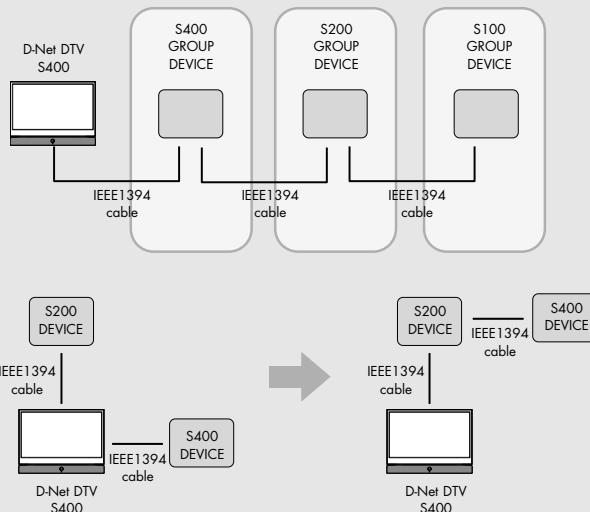 D-Net DTV
S400
S400
GROUP
DEVICE
S200
GROUP
DEVICE
S100
GROUP
DEVICE
IEEE1394
cable
IEEE1394
cable
IEEE1394
cable
S200
DEVICE
IEEE1394
cable
S400
DEVICE
IEEE1394
cable
D-Net DTV
S400
S200
DEVICE
S400
DEVICE
IEEE1394
cable
IEEE1394
cable
D-Net DTV
S400